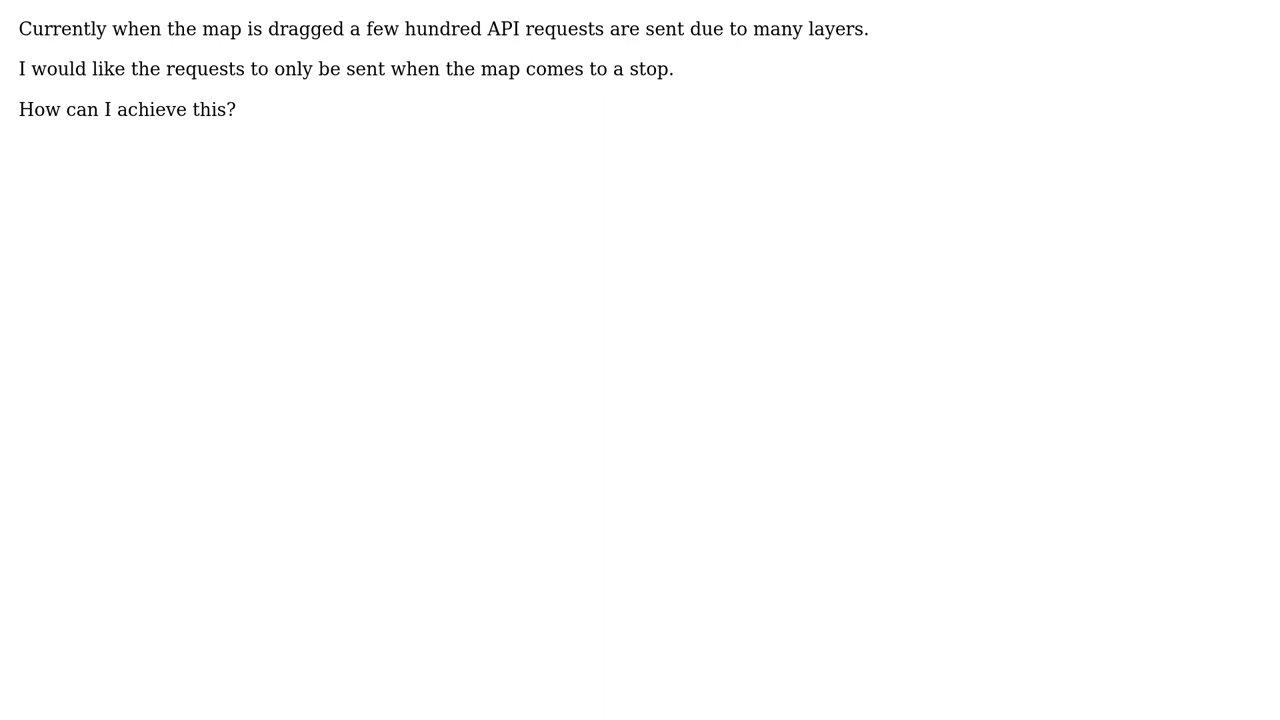 Currently when the map is dragged a few hundred API requests are sent due to many layers.
I would like the requests to only be sent when the map comes to a stop.
How can I achieve this?